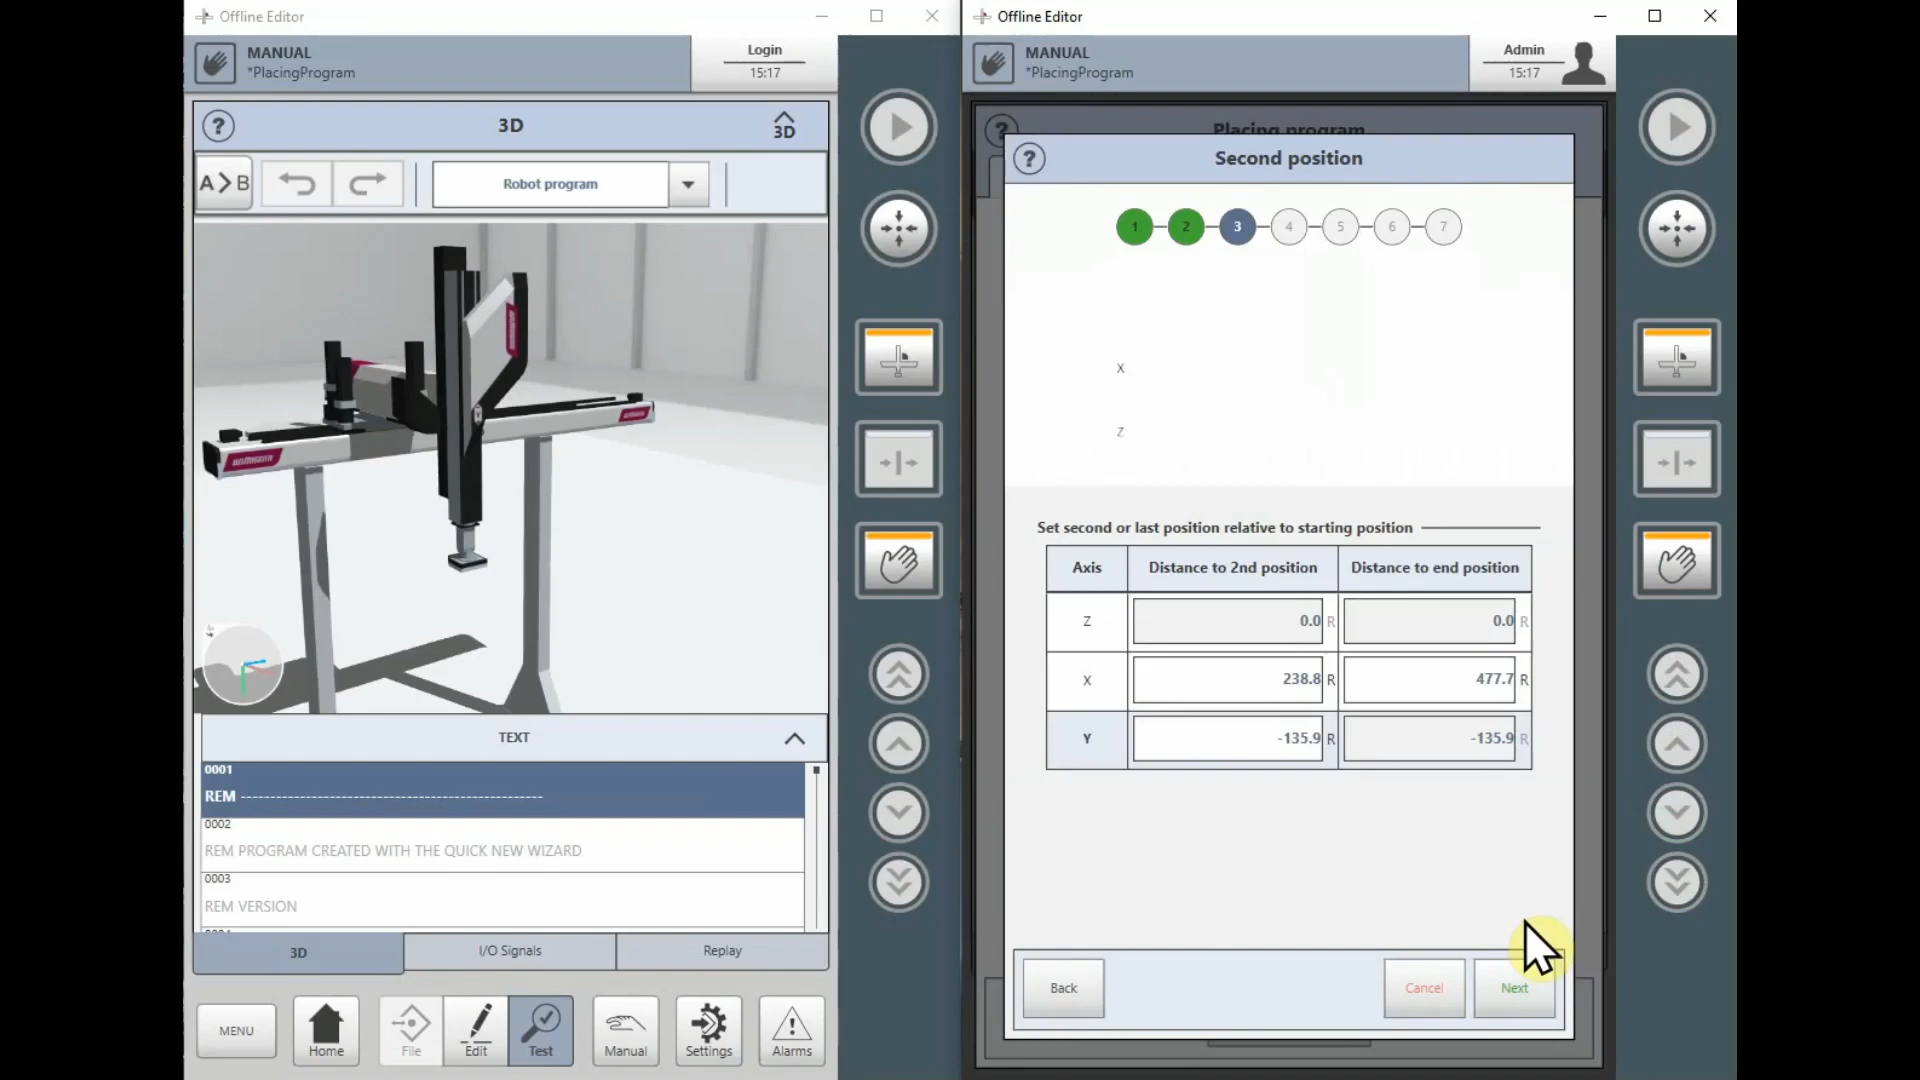 Offline Editor
MANUAL
*PlacingProgram
Login
15:17
3D
3D
A>B
Robot program
TEXT
0001
REM --------------------------------------------------
0002
REM PROGRAM CREATED WITH THE QUICK NEW WIZARD
0003
REM VERSION
3D
I/O Signals
Replay
MENU
Home
File
Edit
Test
Manual
Settings
Alarms
Offline Editor
MANUAL
*PlacingProgram
Admin
15:17
Placing program
?
Second position
1
2
3
4
5
6
7
X
Z
Set second or last position relative to starting position
Axis Distance to 2nd position Distance to end position
Z 0.0 R 0.0 R
X 238.8 R 477.7 R
Y -135.9 R -135.9 R
Back
Cancel
Next